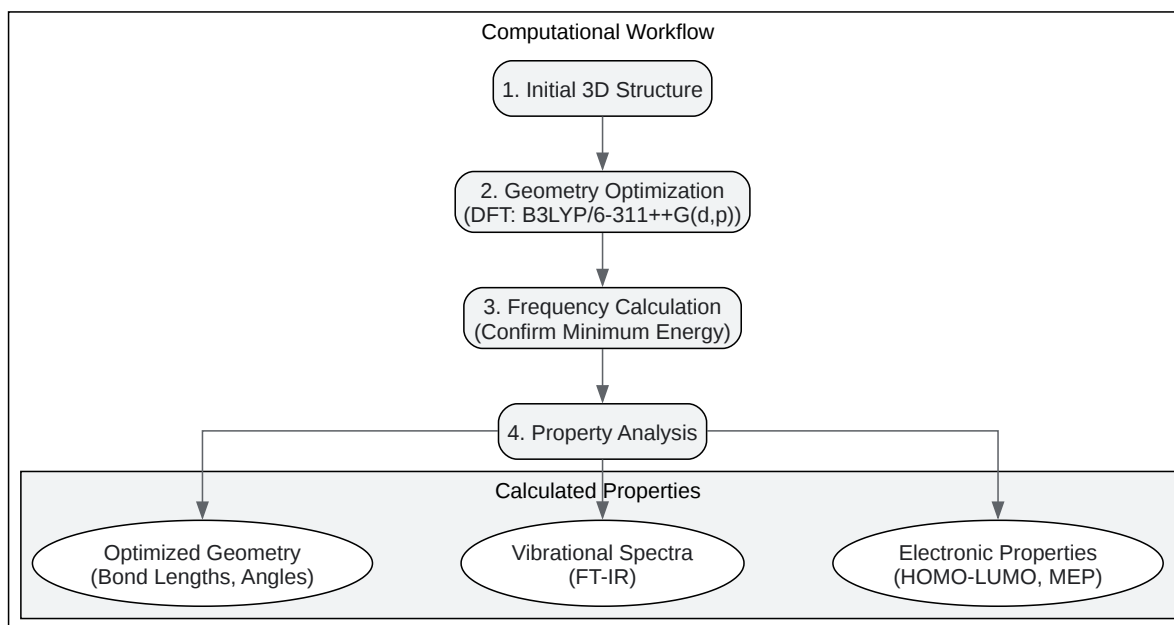 Computational Workflow
1. Initial 3D Structure
2. Geometry Optimization
(DFT: B3LYP/6-311++G(d,p))
3. Frequency Calculation
(Confirm Minimum Energy)
4. Property Analysis
Calculated Properties
Optimized Geometry
(Bond Lengths, Angles)
Vibrational Spectra
(FT-IR)
Electronic Properties
(HOMO-LUMO, MEP)